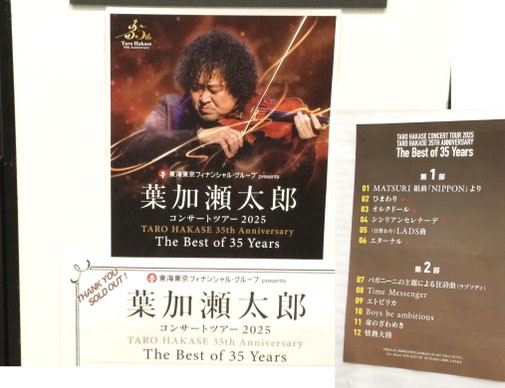 35th
Taro Hakase
35th Anniversary
東海東京フィナンシャル・グループ presents
葉加瀬太郎
コンサートツアー 2025
TARO HAKASE 35th Anniversary
The Best of 35 Years
THANK YOU
SOLD OUT!
東海東京フィナンシャル・グループ presents
葉加瀬太郎
コンサートツアー 2025
TARO HAKASE 35th Anniversary
The Best of 35 Years
TARO HAKASE CONCERT TOUR 2025
TARO HAKASE 35TH ANNIVERSARY
The Best of 35 Years
第1部
01 MATSURI 組曲「NIPPON」より
02 ひまわり
03 オルクドール
04 シシリアンセレナーデ
05 (日替わり) LADS曲
06 エターナル
第2部
07 パガニーニの主題による狂詩曲(ラプソディ)
08 Time Messenger
09 エトピリカ
10 Boys be ambitious
11 命のざわめき
12 情熱大陸